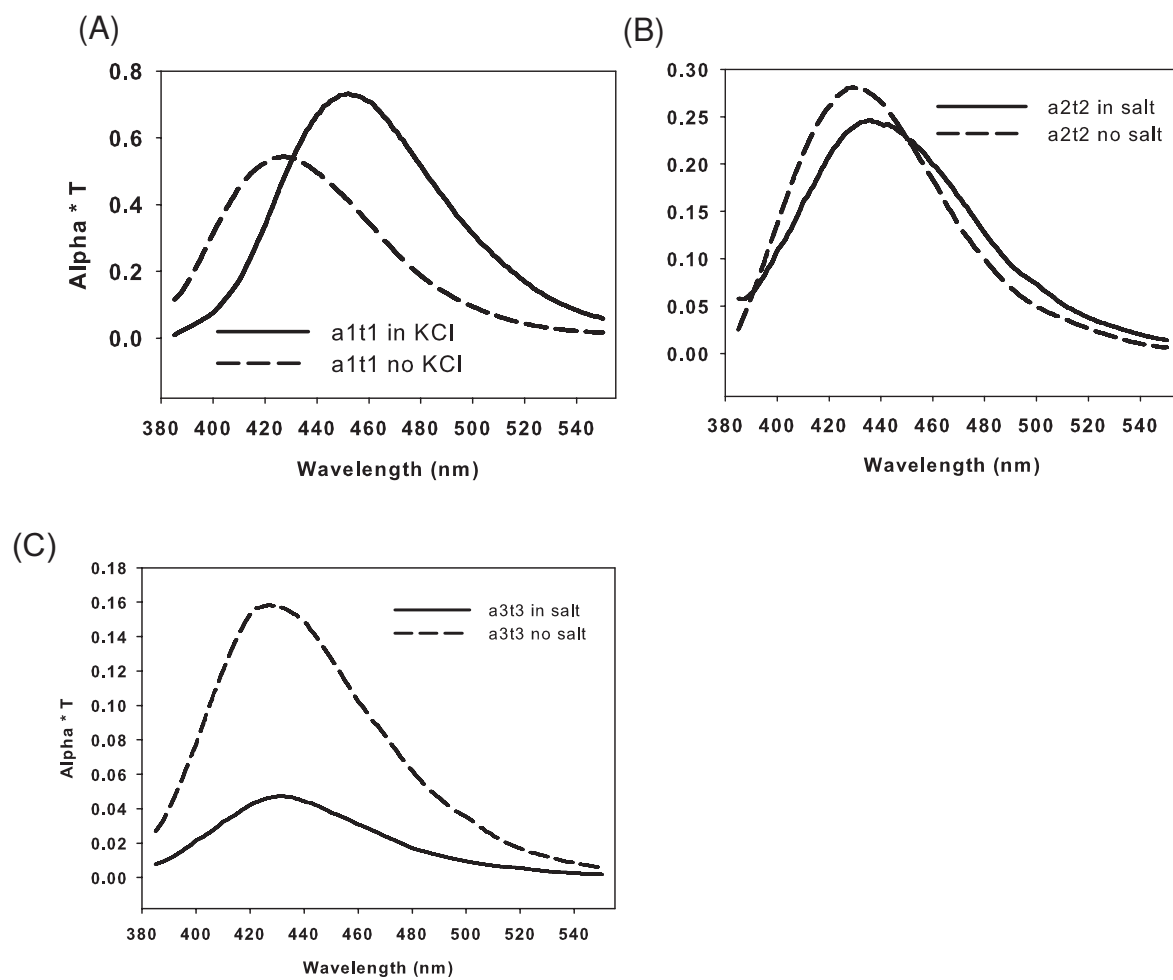 (A)
Alpha * T
0.8
0.6
0.4
0.2
0.0
a1t1 in KCl
a1t1 no KCl
380 400 420 440 460 480 500 520 540
Wavelength (nm)
(B)
0.30
0.25
0.20
0.15
0.10
0.05
0.00
a2t2 in salt
a2t2 no salt
380 400 420 440 460 480 500 520 540
Wavelength (nm)
(C)
Alpha * T
0.18
0.16
0.14
0.12
0.10
0.08
0.06
0.04
0.02
0.00
a3t3 in salt
a3t3 no salt
380 400 420 440 460 480 500 520 540
Wavelength (nm)